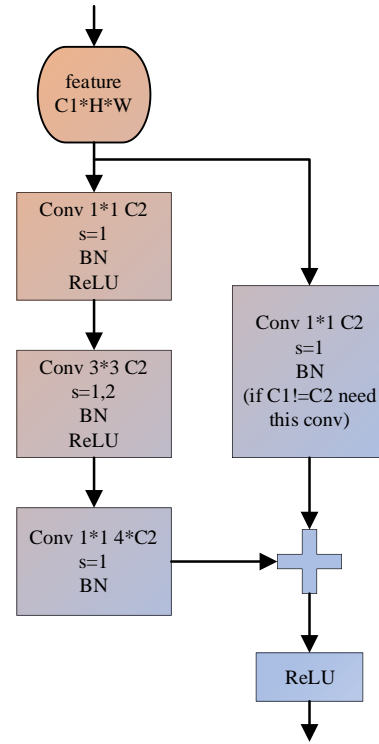 feature
C1*H*W
Conv 1*1 C2
s=1
BN
ReLU
Conv 3*3 C2
s=1,2
BN
ReLU
Conv 1*1 4*C2
s=1
BN
Conv 1*1 C2
s=1
BN
(if C1!=C2 need
this conv)
ReLU